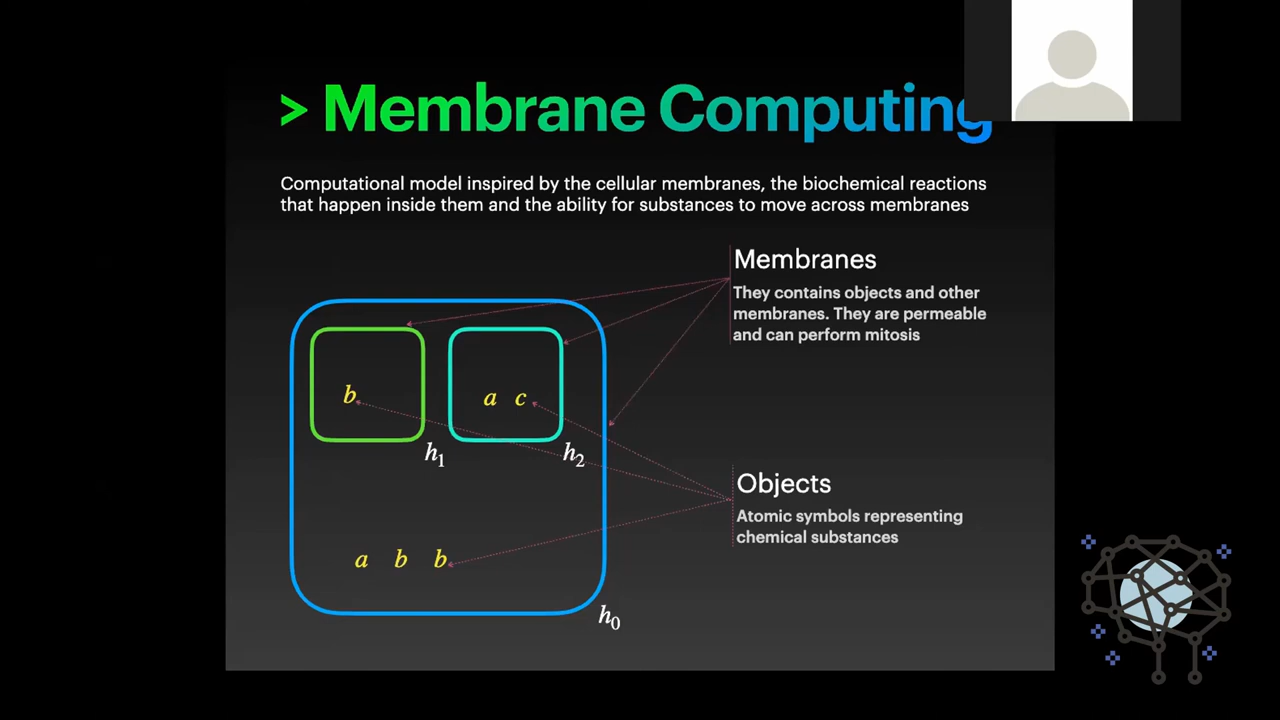 > Membrane Computing
Computational model inspired by the cellular membranes, the biochemical reactions
that happen inside them and the ability for substances to move across membranes
Membranes
They contains objects and other
membranes. They are permeable
and can perform mitosis
b
a c
h1
h2
Objects
Atomic symbols representing
chemical substances
a b b
h0